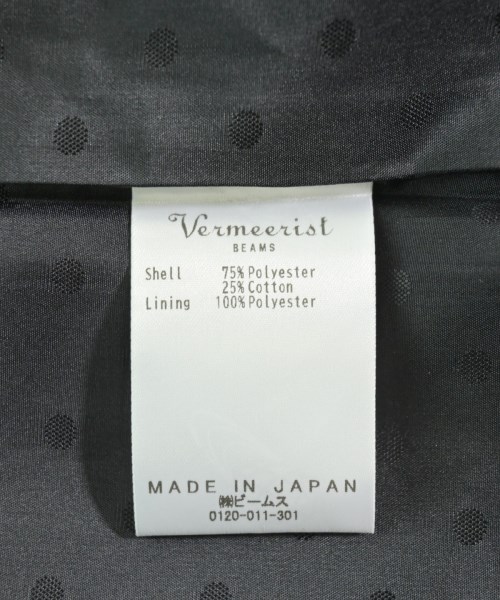 Vermeerist
BEAMS
Shell 75% Polyester
25% Cotton
Lining 100% Polyester
MADE IN JAPAN
㈱ビームス
0120-011-301